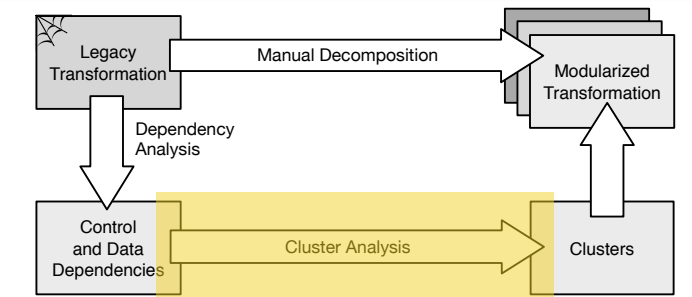 Legacy
Transformation
Manual Decomposition
Modularized
Transformation
Dependency
Analysis
Control
and Data
Dependencies
Cluster Analysis
Clusters